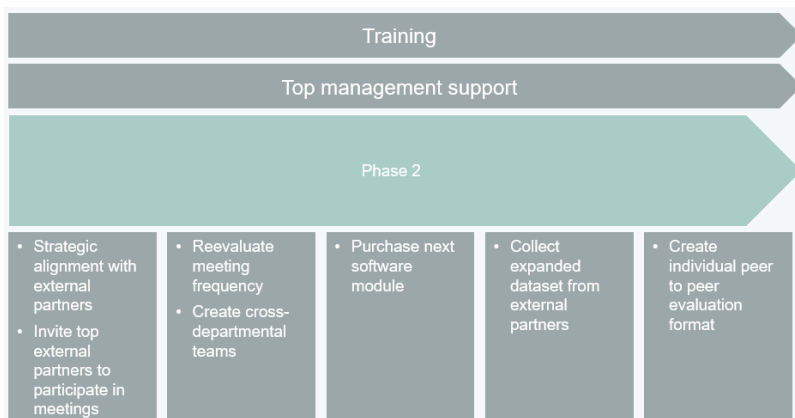 Training
Top management support
Phase 2
• Strategic
alignment with
external
partners
• Invite top
external
partners to
participate in
meetings
• Reevaluate
meeting
frequency
• Create cross-
departmental
teams
• Purchase next
software
module
• Collect
expanded
dataset from
external
partners
• Create
individual peer
to peer
evaluation
format